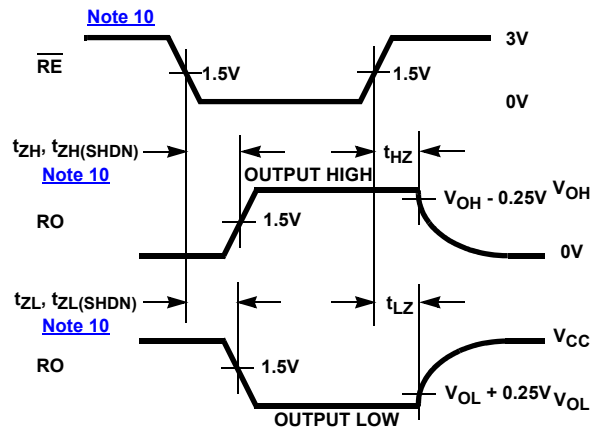 Note 10
RE
3V
1.5V
1.5V
0V
tZH, tZH(SHDN)
Note 10
tHZ
OUTPUT HIGH
VOH - 0.25V
VOH
RO
1.5V
0V
tZL, tZL(SHDN)
Note 10
tLZ
VCC
RO
1.5V
VOL + 0.25V
VOL
OUTPUT LOW